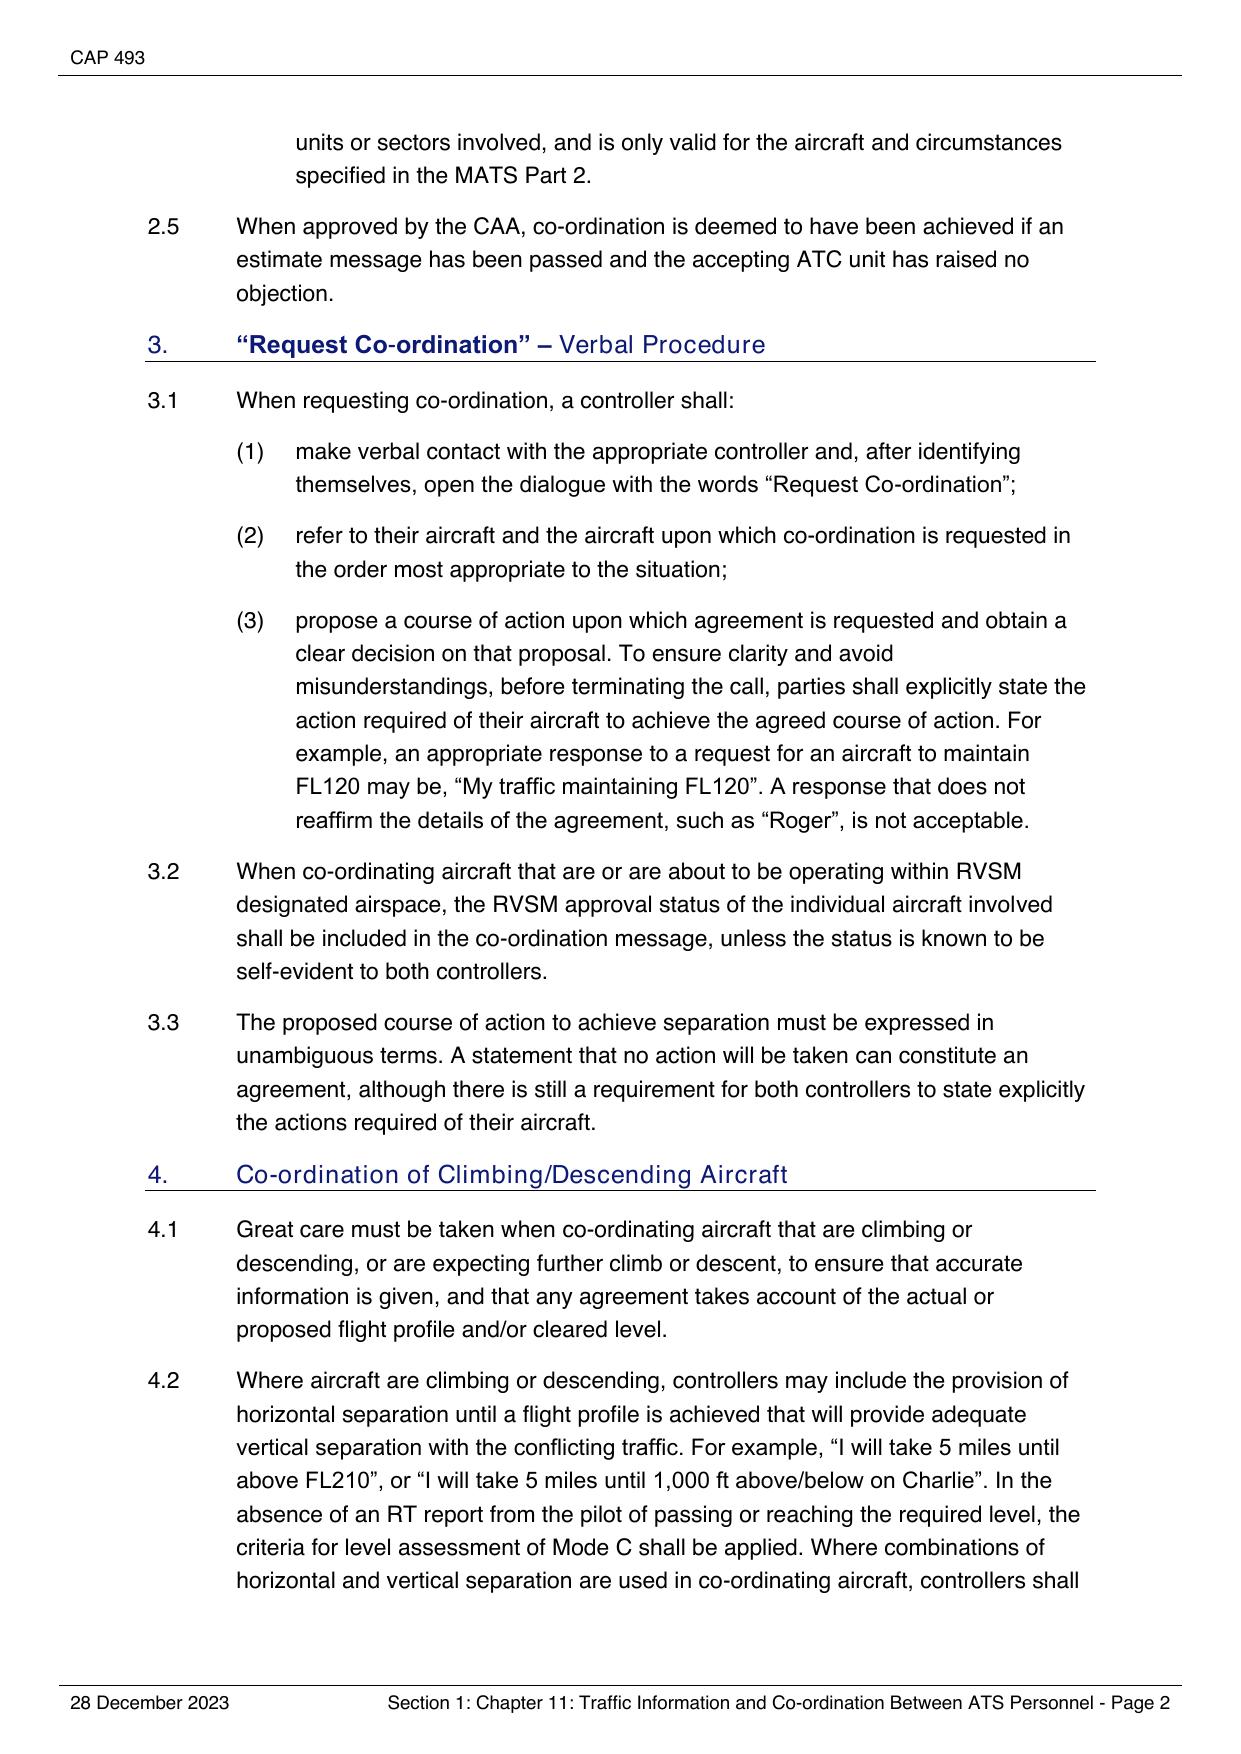 CAP 493
units or sectors involved, and is only valid for the aircraft and circumstances
specified in the MATS Part 2.
2.5 When approved by the CAA, co-ordination is deemed to have been achieved if an
estimate message has been passed and the accepting ATC unit has raised no
objection.
3. “Request Co-ordination” – Verbal Procedure
3.1 When requesting co-ordination, a controller shall:
(1) make verbal contact with the appropriate controller and, after identifying
themselves, open the dialogue with the words “Request Co-ordination”;
(2) refer to their aircraft and the aircraft upon which co-ordination is requested in
the order most appropriate to the situation;
(3) propose a course of action upon which agreement is requested and obtain a
clear decision on that proposal. To ensure clarity and avoid
misunderstandings, before terminating the call, parties shall explicitly state the
action required of their aircraft to achieve the agreed course of action. For
example, an appropriate response to a request for an aircraft to maintain
FL120 may be, “My traffic maintaining FL120”. A response that does not
reaffirm the details of the agreement, such as “Roger”, is not acceptable.
3.2 When co-ordinating aircraft that are or are about to be operating within RVSM
designated airspace, the RVSM approval status of the individual aircraft involved
shall be included in the co-ordination message, unless the status is known to be
self-evident to both controllers.
3.3 The proposed course of action to achieve separation must be expressed in
unambiguous terms. A statement that no action will be taken can constitute an
agreement, although there is still a requirement for both controllers to state explicitly
the actions required of their aircraft.
4. Co-ordination of Climbing/Descending Aircraft
4.1 Great care must be taken when co-ordinating aircraft that are climbing or
descending, or are expecting further climb or descent, to ensure that accurate
information is given, and that any agreement takes account of the actual or
proposed flight profile and/or cleared level.
4.2 Where aircraft are climbing or descending, controllers may include the provision of
horizontal separation until a flight profile is achieved that will provide adequate
vertical separation with the conflicting traffic. For example, “I will take 5 miles until
above FL210”, or “I will take 5 miles until 1,000 ft above/below on Charlie”. In the
absence of an RT report from the pilot of passing or reaching the required level, the
criteria for level assessment of Mode C shall be applied. Where combinations of
horizontal and vertical separation are used in co-ordinating aircraft, controllers shall
28 December 2023 Section 1: Chapter 11: Traffic Information and Co-ordination Between ATS Personnel - Page 2